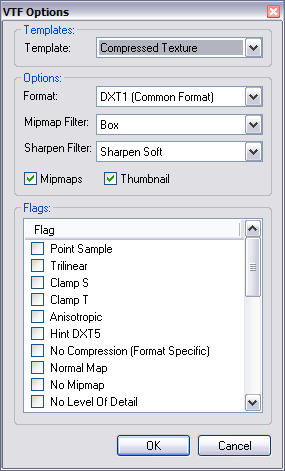 VTF Options
Templates:
Template: Compressed Texture
Options:
Format: DXT1 (Common Format)
Mipmap Filter: Box
Sharpen Filter: Sharpen Soft
Mipmaps Thumbnail
Flags:
Flag
Point Sample
Trilinear
Clamp S
Clamp T
Anisotropic
Hint DXT5
No Compression (Format Specific)
Normal Map
No Mipmap
No Level Of Detail
OK Cancel